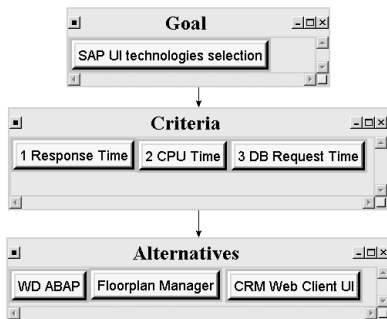 Goal
SAP UI technologies selection
Criteria
1 Response Time 2 CPU Time 3 DB Request Time
Alternatives
WD ABAP Floorplan Manager CRM Web Client UI